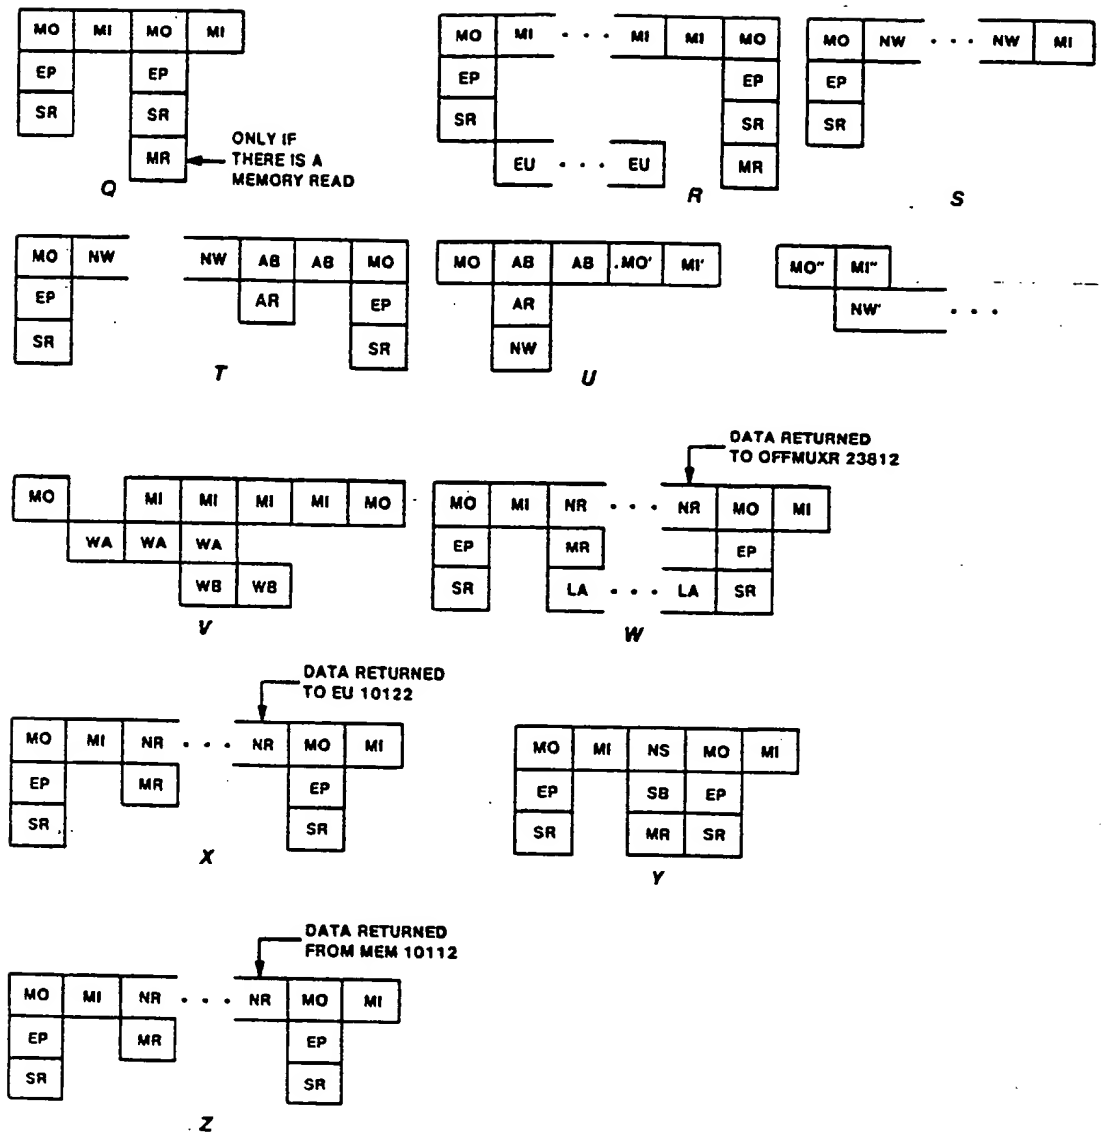 MO MI MO MI
EP EP
SR SR
MR
ONLY IF
THERE IS A
MEMORY READ
Q
MO MI . . . MI MI MO
EP EP
SR SR
EU . . . EU MR
R
MO NW . . . NW MI
EP
SR
S
MO NW NW AB AB MO
EP AR EP
SR SR
T
MO AB AB .MO' MI'
AR
NW
U
MO" MI"
NW' . . .
MO MI MI MI MI MO
WA WA WA
WB WB
V
DATA RETURNED
TO OFFMUXR 23812
MO MI NR . . . NR MO MI
EP MR EP
SR LA . . . LA SR
W
DATA RETURNED
TO EU 10122
MO MI NR . . . NR MO MI
EP MR EP
SR SR
X
MO MI NS MO MI
EP SB EP
SR MR SR
Y
DATA RETURNED
FROM MEM 10112
MO MI NR . . . NR MO MI
EP MR EP
SR SR
Z